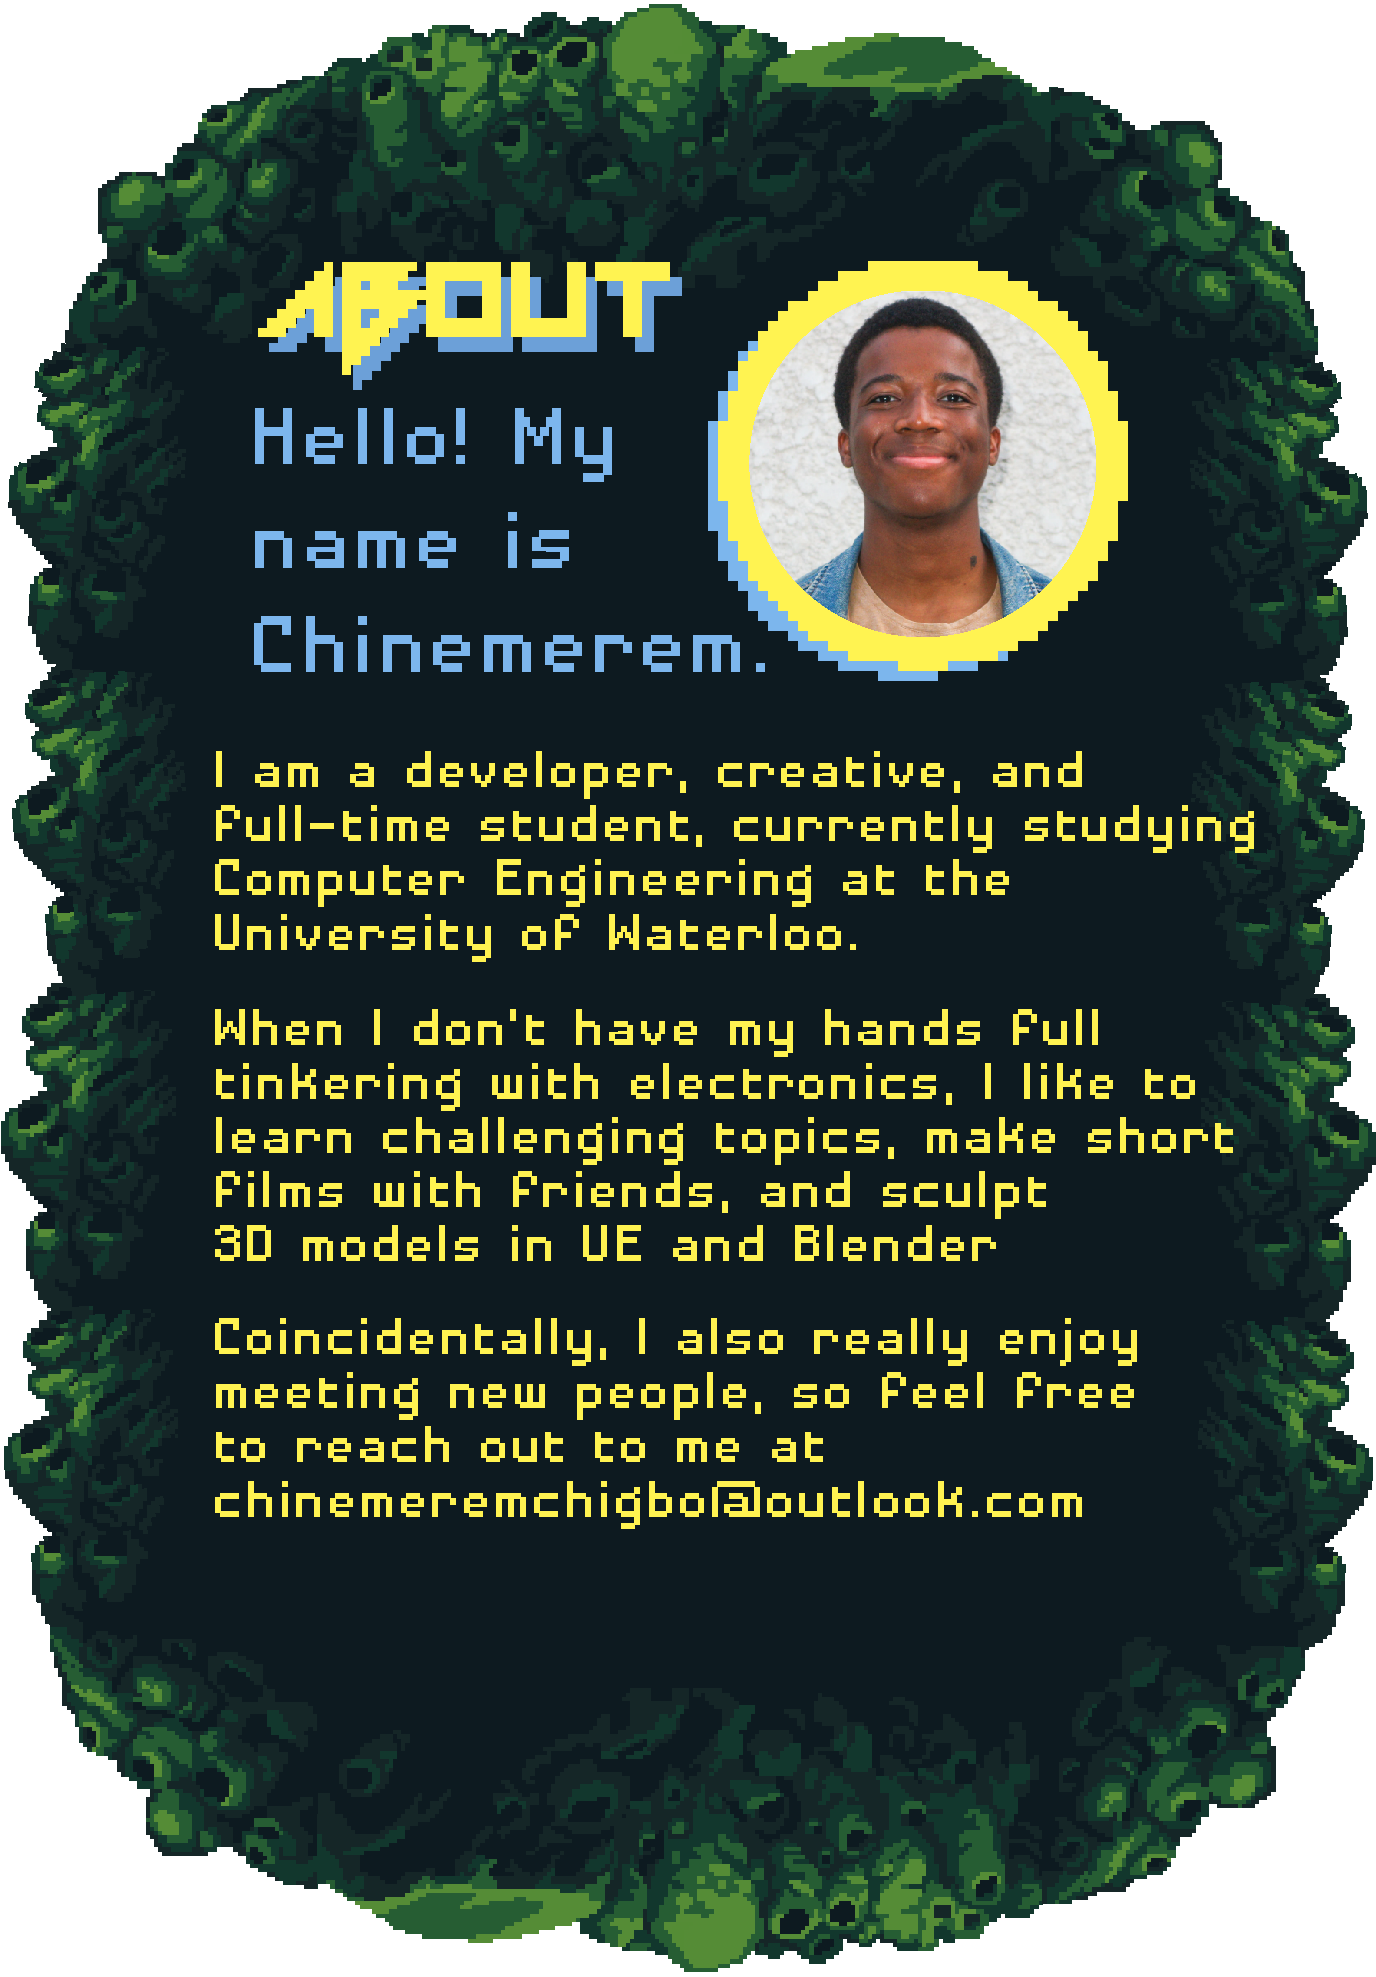 ABOUT
Hello! My
name is
Chinemerem.
I am a developer, creative, and
full-time student, currently studying
Computer Engineering at the
University of Waterloo.
When I don't have my hands full
tinkering with electronics, I like to
learn challenging topics, make short
films with friends, and sculpt
3D models in UE and Blender
Coincidentally, I also really enjoy
meeting new people, so feel free
to reach out to me at
chinemeremchigbo@outlook.com